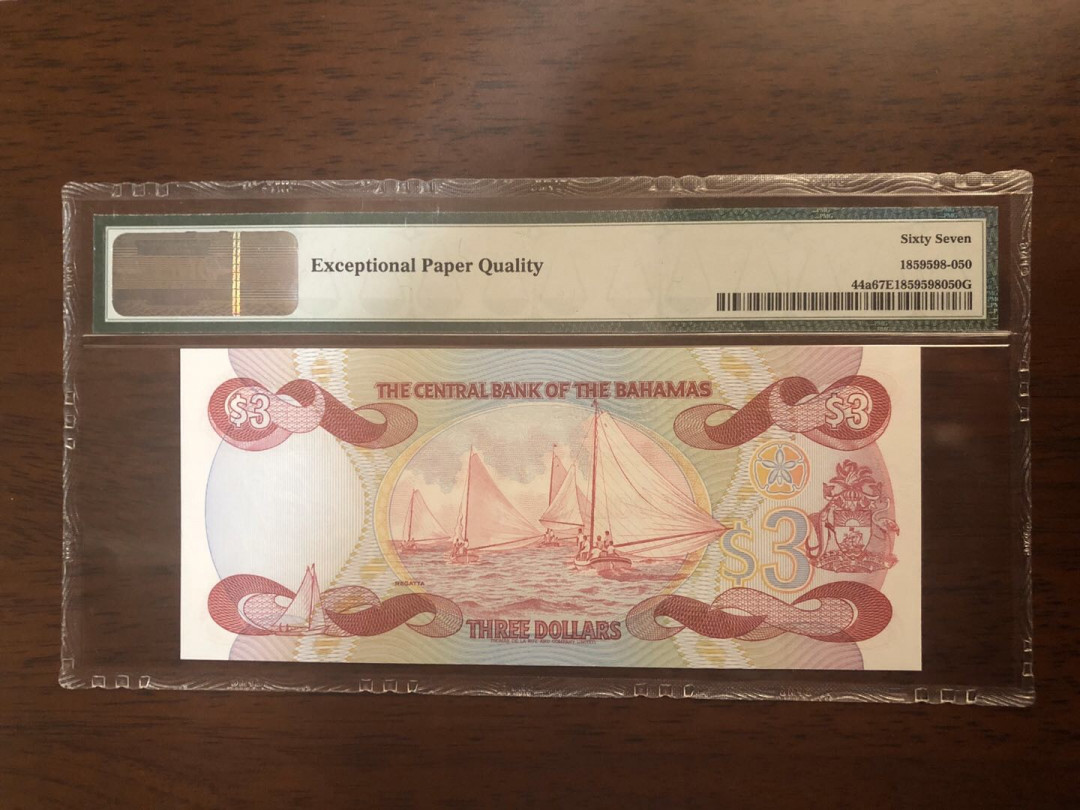 Exceptional Paper Quality
Sixty Seven
1859598-050
44a67E1859598050G
THE CENTRAL BANK OF THE BAHAMAS
$3
$3
$3
REGATTA
THREE DOLLARS